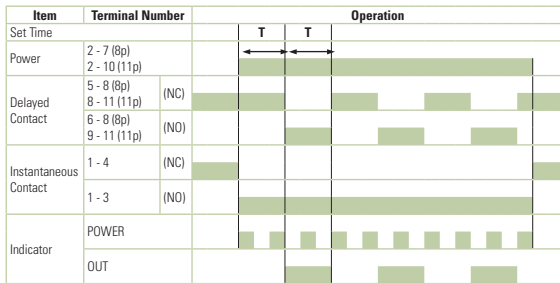 Item Terminal Number Operation
Set Time T T
Power 2 - 7 (8p)
2 - 10 (11p)
Delayed
Contact
5 - 8 (8p)
8 - 11 (11p)
(NC)
6 - 8 (8p)
9 - 11 (11p)
(NO)
Instantaneous
Contact
1 - 4 (NC)
1 - 3 (NO)
Indicator
POWER
OUT